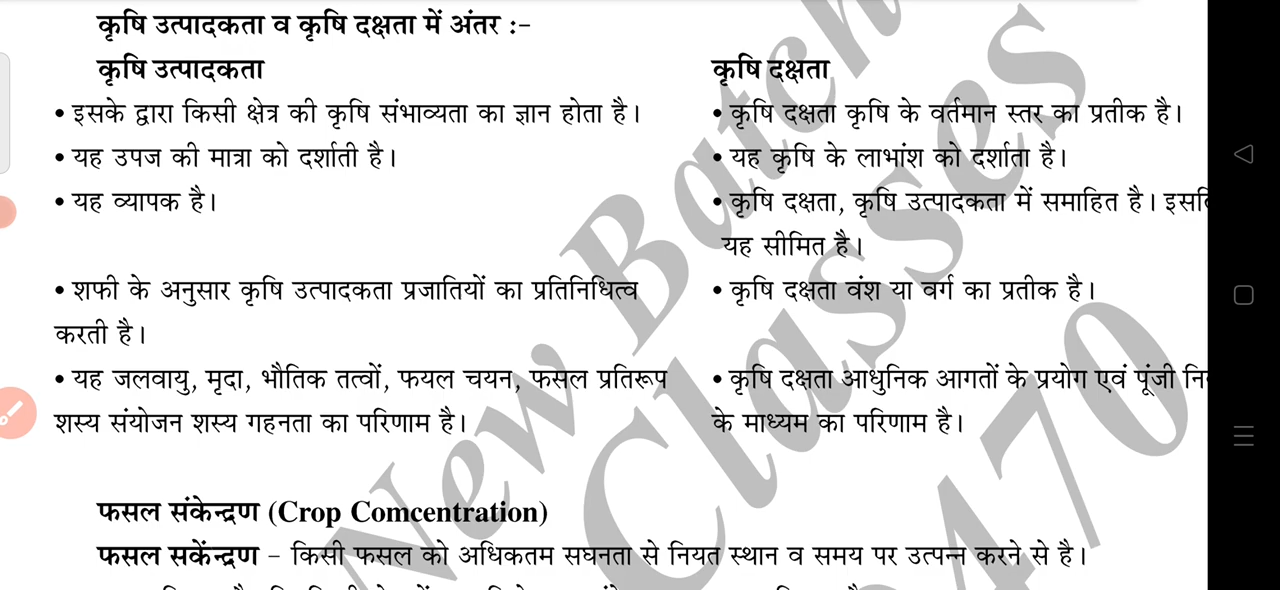 कृषि उत्पादकता व कृषि दक्षता में अंतर :-
कृषि उत्पादकता
कृषि दक्षता
• इसके द्वारा किसी क्षेत्र की कृषि संभाव्यता का ज्ञान होता है।
• कृषि दक्षता कृषि के वर्तमान स्तर का प्रतीक है।
• यह उपज की मात्रा को दर्शाती है।
• यह कृषि के लाभांश को दर्शाता है।
• यह व्यापक है।
• कृषि दक्षता, कृषि उत्पादकता में समाहित है।
यह सीमित है।
• शफी के अनुसार कृषि उत्पादकता प्रजातियों का प्रतिनिधित्व
करती है।
• कृषि दक्षता वंश या वर्ग का प्रतीक है।
• यह जलवायु, मृदा, भौतिक तत्वों, फयल चयन, फसल प्रतिरूप
शस्य संयोजन शस्य गहनता का परिणाम है।
• कृषि दक्षता आधुनिक आगतों के प्रयोग एवं पूंजी
के माध्यम का परिणाम है।
फसल संकेन्द्रण (Crop Comcentration)
फसल सकेंन्द्रण – किसी फसल को अधिकतम सघनता से नियत स्थान व समय पर उत्पन्न करने से है।
New Batch
Classes
470